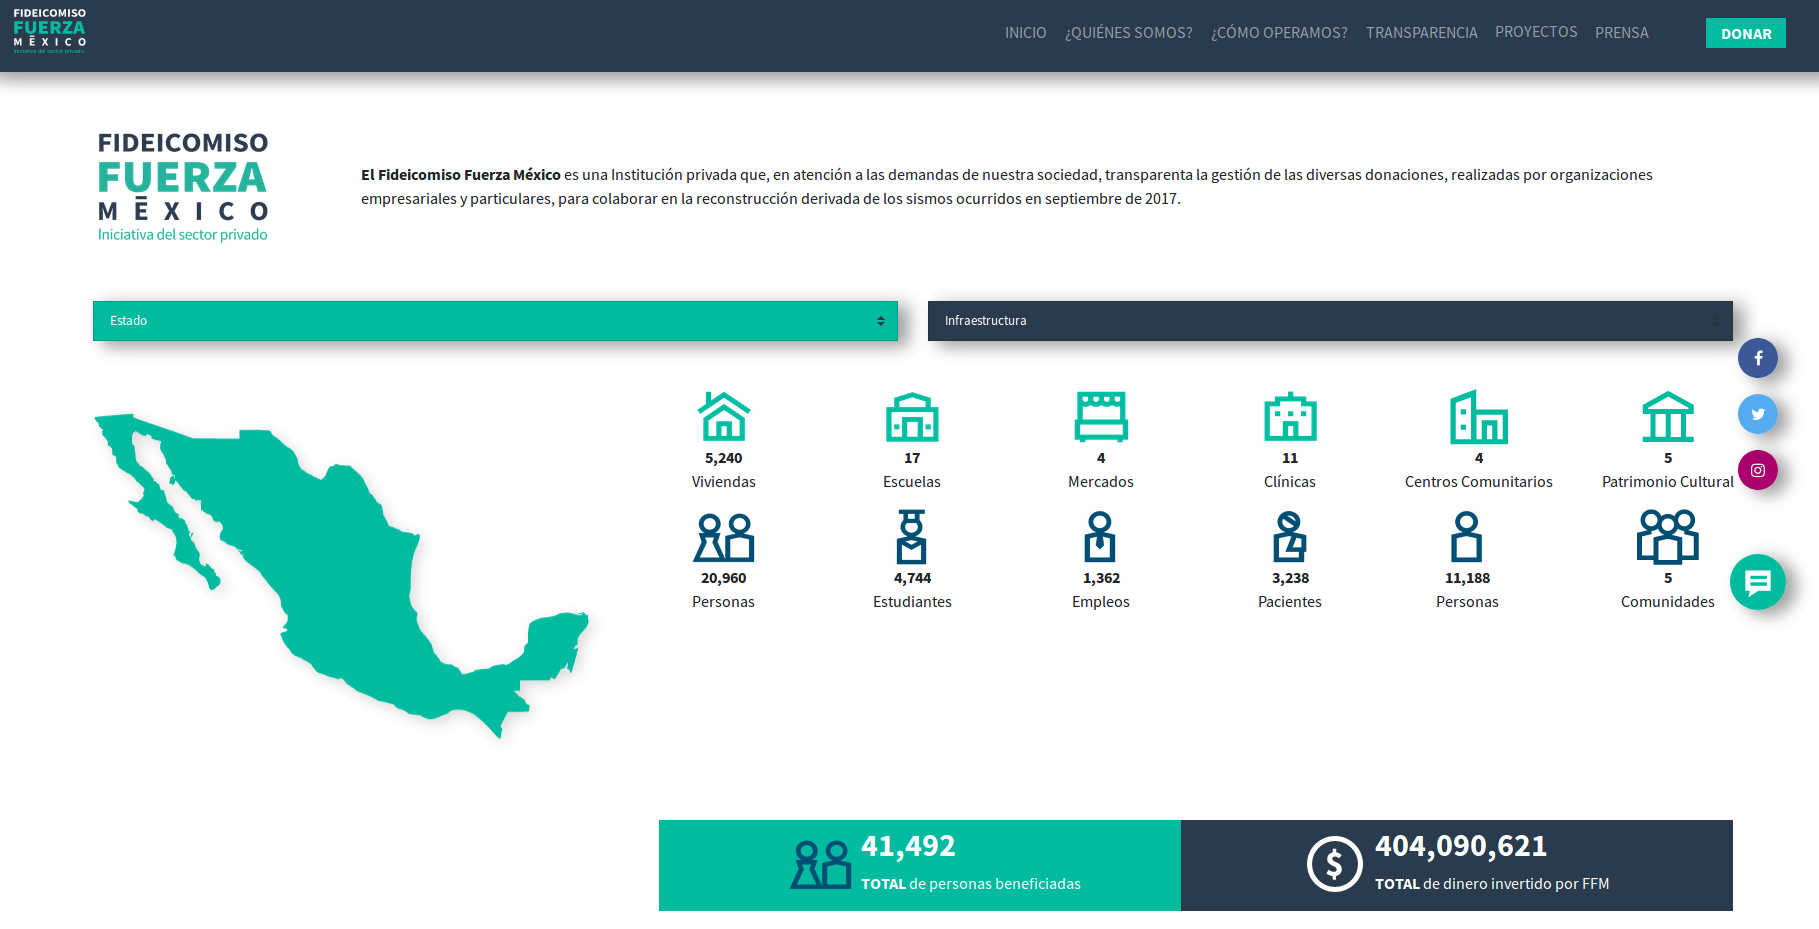 FIDEICOMISO
FUERZA
MÉXICO
Iniciativa del sector privado
INICIO
¿QUIÉNES SOMOS?
¿CÓMO OPERAMOS?
TRANSPARENCIA
PROYECTOS
PRENSA
DONAR
FIDEICOMISO
FUERZA
MĒXICO
Iniciativa del sector privado
El Fideicomiso Fuerza México es una Institución privada que, en atención a las demandas de nuestra sociedad, transparenta la gestión de las diversas donaciones, realizadas por organizaciones
empresariales y particulares, para colaborar en la reconstrucción derivada de los sismos ocurridos en septiembre de 2017.
Estado
Infraestructura
5,240
Viviendas
17
Escuelas
4
Mercados
11
Clínicas
4
Centros Comunitarios
5
Patrimonio Cultural
20,960
Personas
4,744
Estudiantes
1,362
Empleos
3,238
Pacientes
11,188
Personas
5
Comunidades
41,492
TOTAL de personas beneficiadas
404,090,621
TOTAL de dinero invertido por FFM